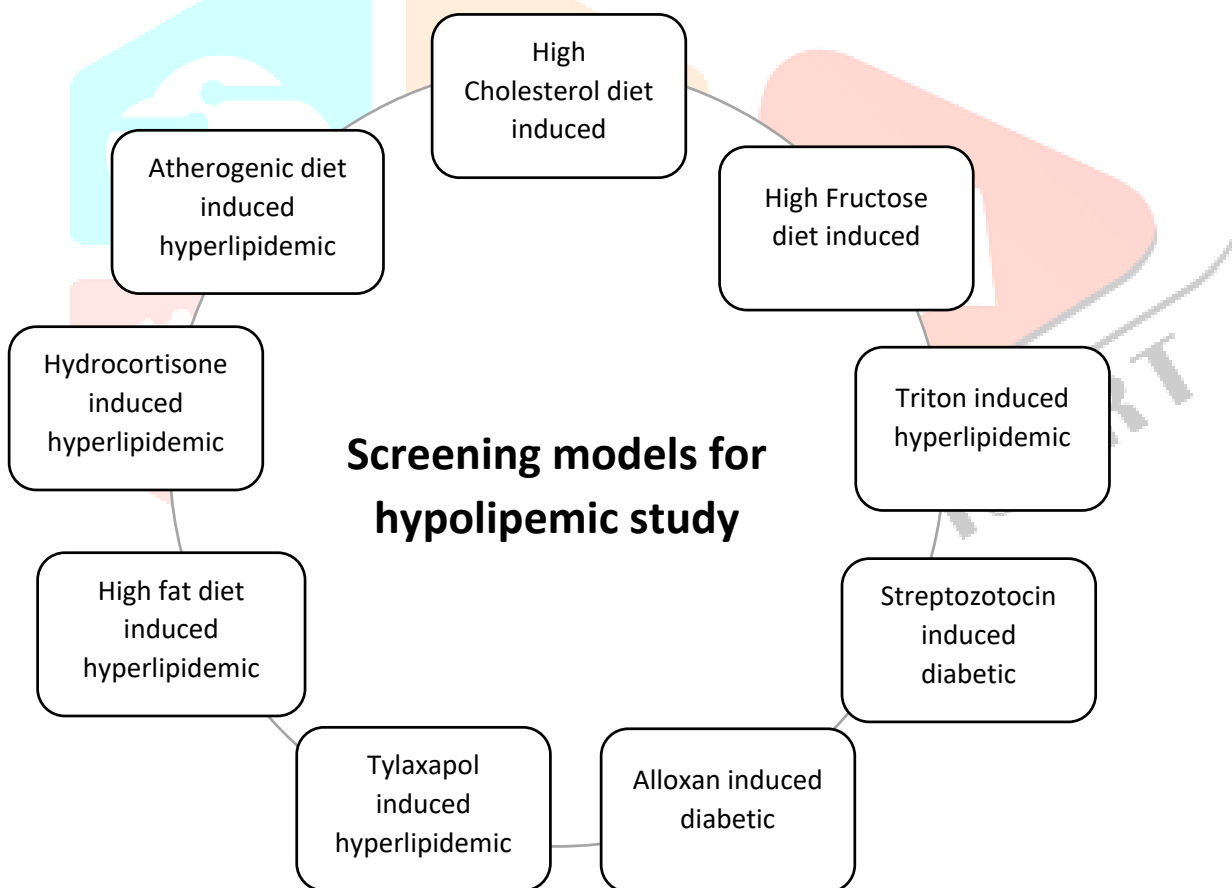 High
Cholesterol diet
induced
High Fructose
diet induced
Triton induced
hyperlipidemic
Streptozotocin
induced
diabetic
Alloxan induced
diabetic
Tylaxapol
induced
hyperlipidemic
High fat diet
induced
hyperlipidemic
Hydrocortisone
induced
hyperlipidemic
Atherogenic diet
induced
hyperlipidemic
Screening models for
hypolipemic study